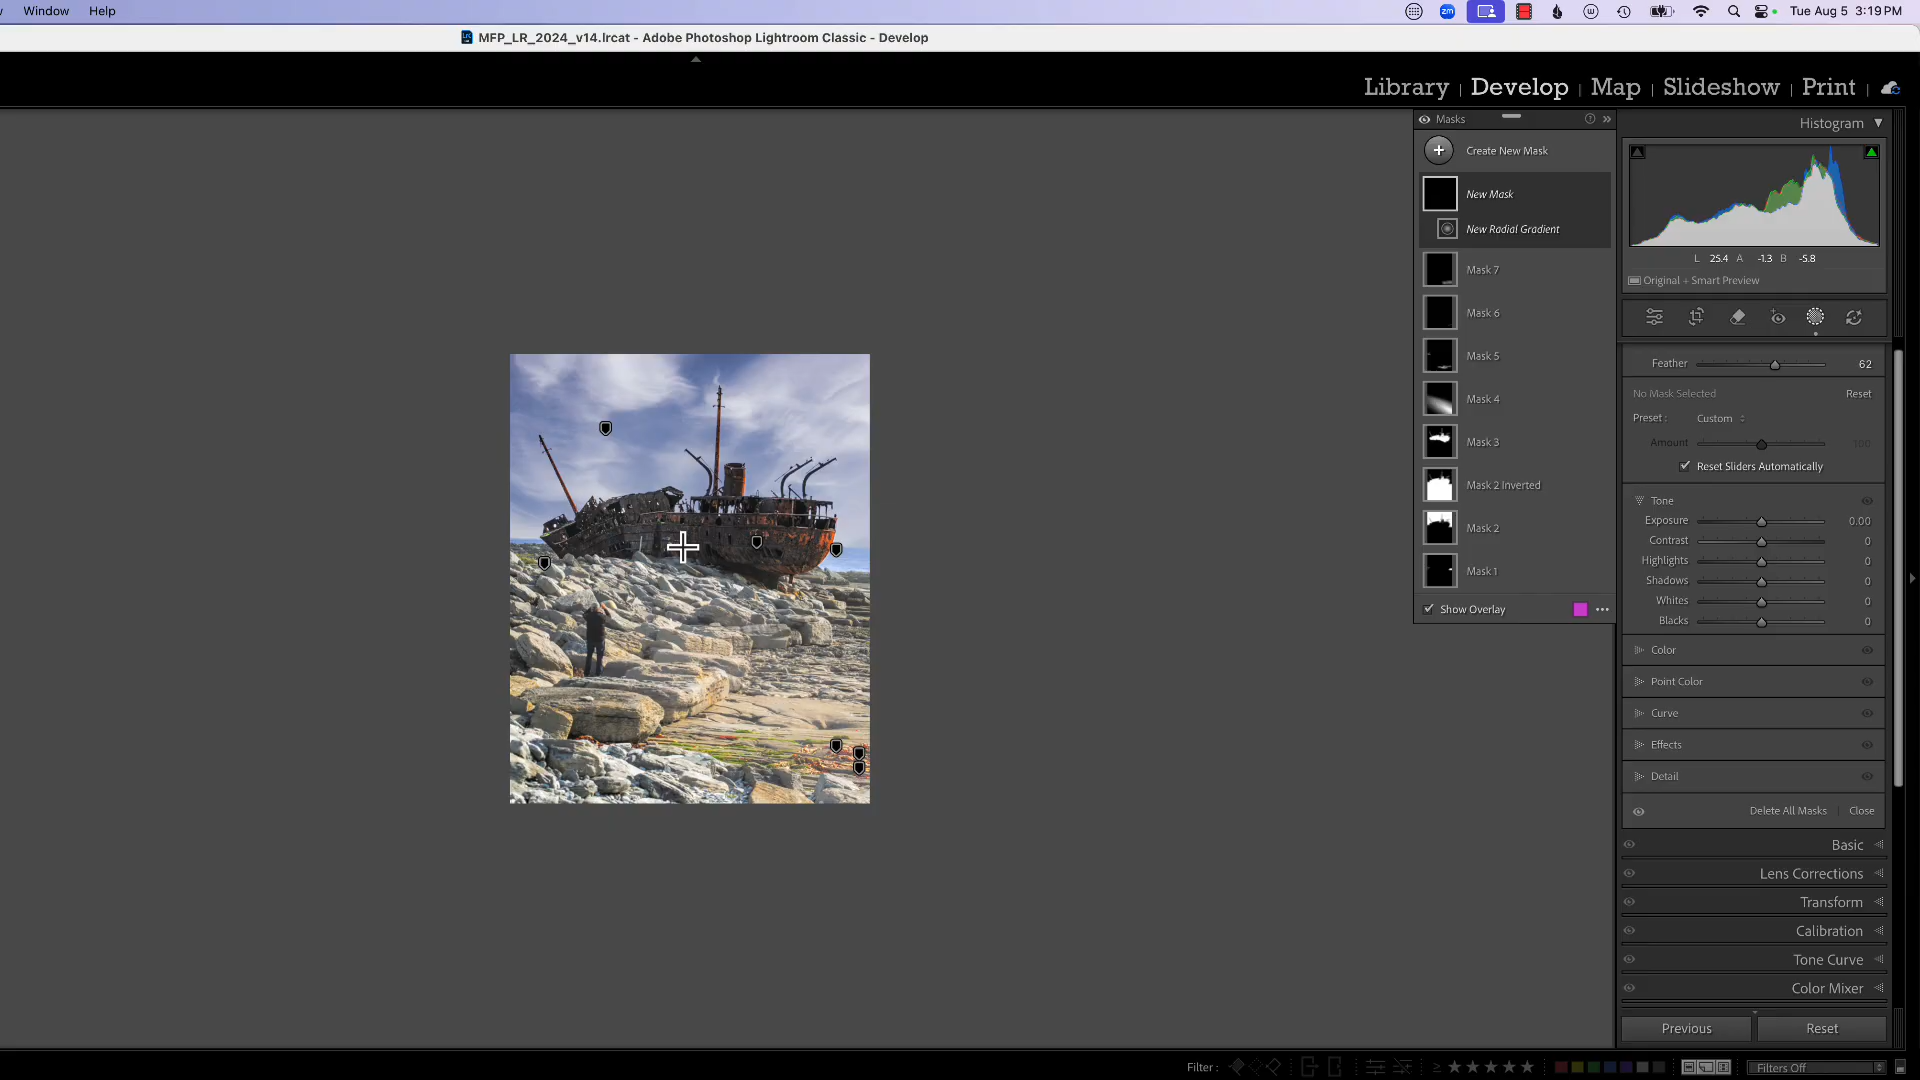 Window Help
Tue Aug 5 3:19 PM
MFP_LR_2024_v14.lrcat - Adobe Photoshop Lightroom Classic - Develop
Library | Develop | Map | Slideshow | Print |
Masks
Histogram
Create New Mask
New Mask
New Radial Gradient
L 25.4 A -1.3 B -5.8
Mask 7
Original + Smart Preview
Mask 6
Mask 5
Feather 62
No Mask Selected Reset
Mask 4
Preset : Custom
Mask 3
Amount 100
Reset Sliders Automatically
Mask 2 Inverted
Tone
Exposure 0.00
Mask 2
Contrast 0
Highlights 0
Mask 1
Shadows 0
Whites 0
Show Overlay
Blacks 0
Color
Point Color
Curve
Effects
Detail
Delete All Masks Close
Basic
Lens Corrections
Transform
Calibration
Tone Curve
Color Mixer
Previous Reset
Filter : Filters Off